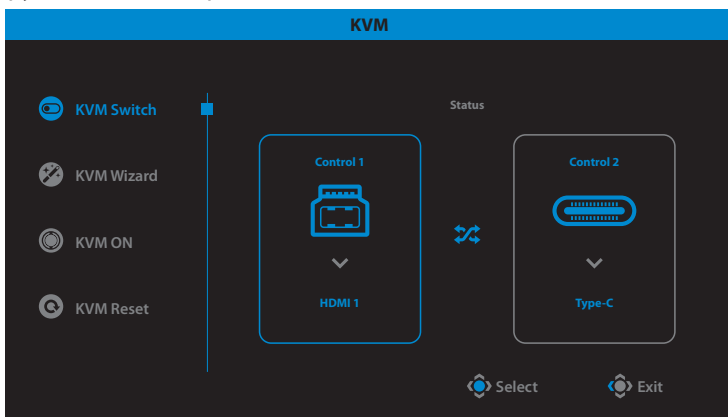 KVM
KVM Switch
KVM Wizard
KVM ON
KVM Reset
Status
Control 1
HDMI 1
Control 2
Type-C
Select
Exit